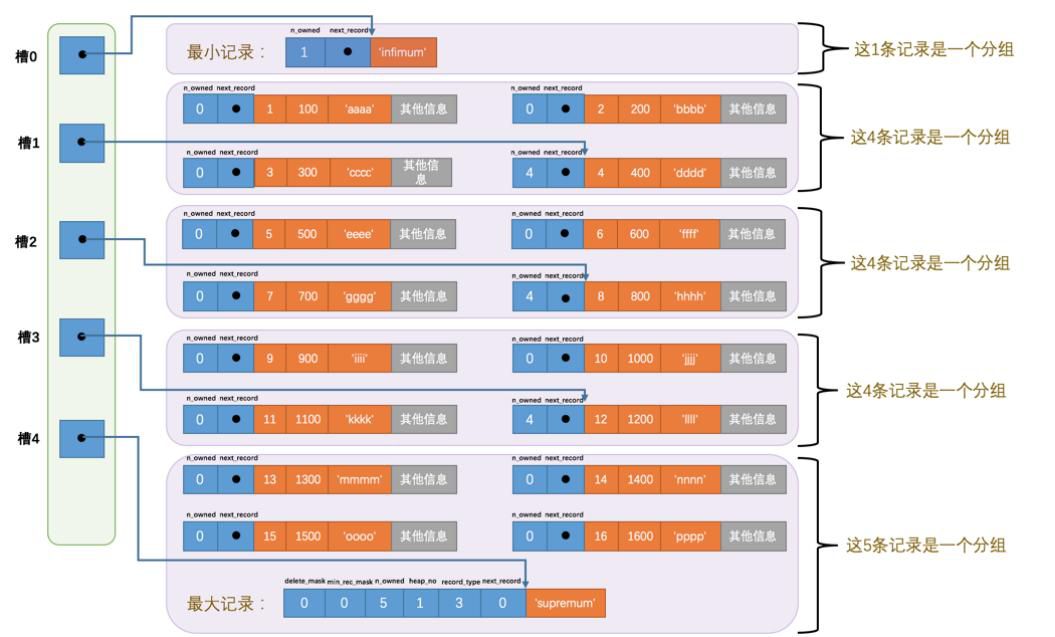 n_owned next_record
槽0
最小记录：
1
'infimum'
这1条记录是一个分组
n_owned next_record
n_owned next_record
0 1 100 'aaaa' 其他信息
0 2 200 'bbbb' 其他信息
槽1
这4条记录是一个分组
n_owned next_record
n_owned next_record
0 3 300 'cccc' 其他信
息
4 4 400 'dddd' 其他信息
n_owned next_record
n_owned next_record
槽2
0 5 500 'eeee' 其他信息
0 6 600 'ffff' 其他信息
这4条记录是一个分组
n_owned next_record
n_owned next_record
0 7 700 'gggg' 其他信息
4 8 800 'hhhh' 其他信息
槽3
n_owned next_record
n_owned next_record
0 9 900 'iiii' 其他信息
0 10 1000 'jjjj' 其他信息
这4条记录是一个分组
n_owned next_record
n_owned next_record
0 11 1100 'kkkk' 其他信息
4 12 1200 'llll' 其他信息
槽4
n_owned next_record
n_owned next_record
0 13 1300 'mmmm' 其他信息
0 14 1400 'nnnn' 其他信息
n_owned next_record
n_owned next_record
0 15 1500 'oooo' 其他信息
0 16 1600 'pppp' 其他信息
这5条记录是一个分组
delete_mask min_rec_mask n_owned heap_no record_type next_record
最大记录：
0 0 5 1 3 0 'supremum'